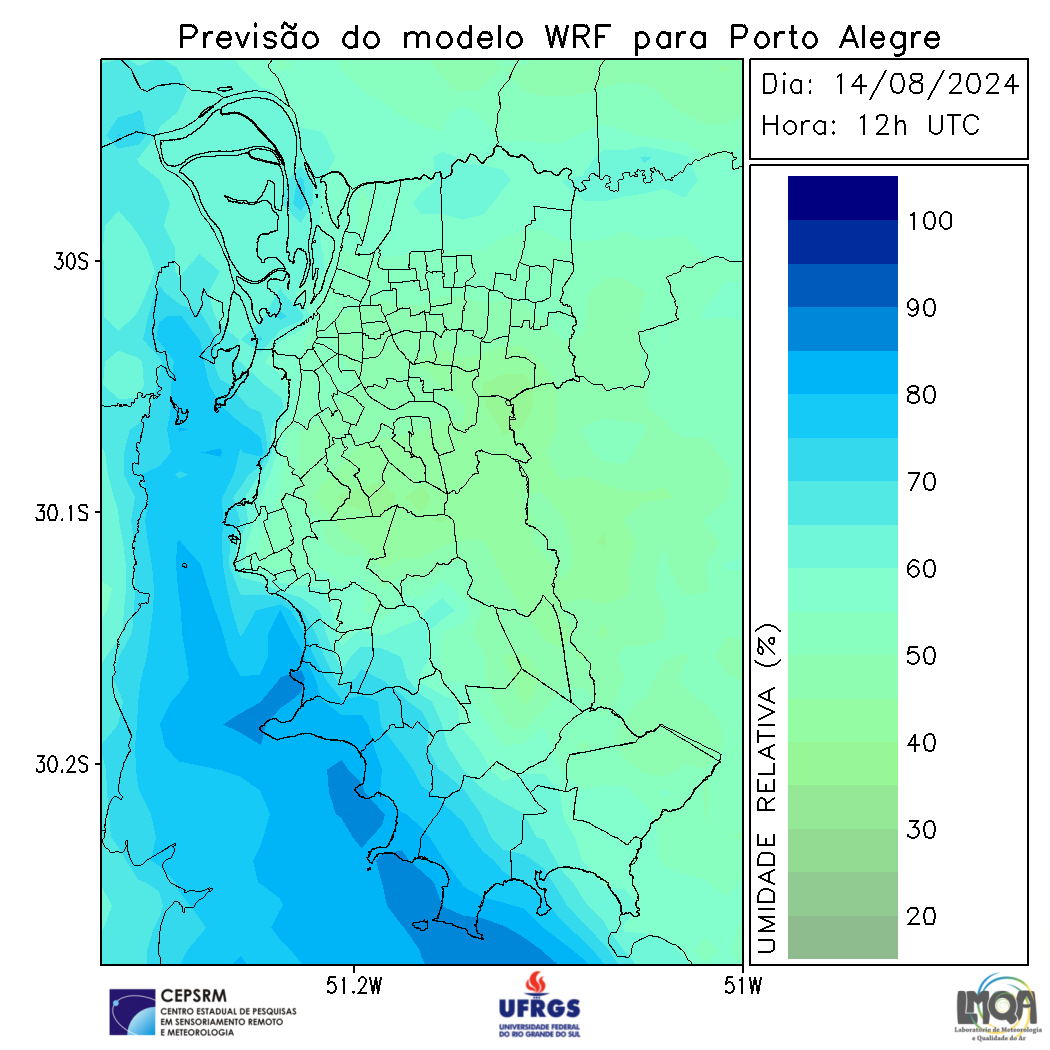 Previsão do modelo WRF para Porto Alegre
Dia: 14/08/2024
Hora: 12h UTC
100
90
80
70
60
50
40
30
20
UMIDADE RELATIVA (%)
30S
30.1S
30.2S
51.2W
51W
CEPSRM
CENTRO ESTADUAL DE PESQUISAS
EM SENSORIAMENTO REMOTO
E METEOROLOGIA
UFRGS
UNIVERSIDADE FEDERAL
DO RIO GRANDE DO SUL
LMQA
Laboratório de Meteorologia
e Qualidade do Ar